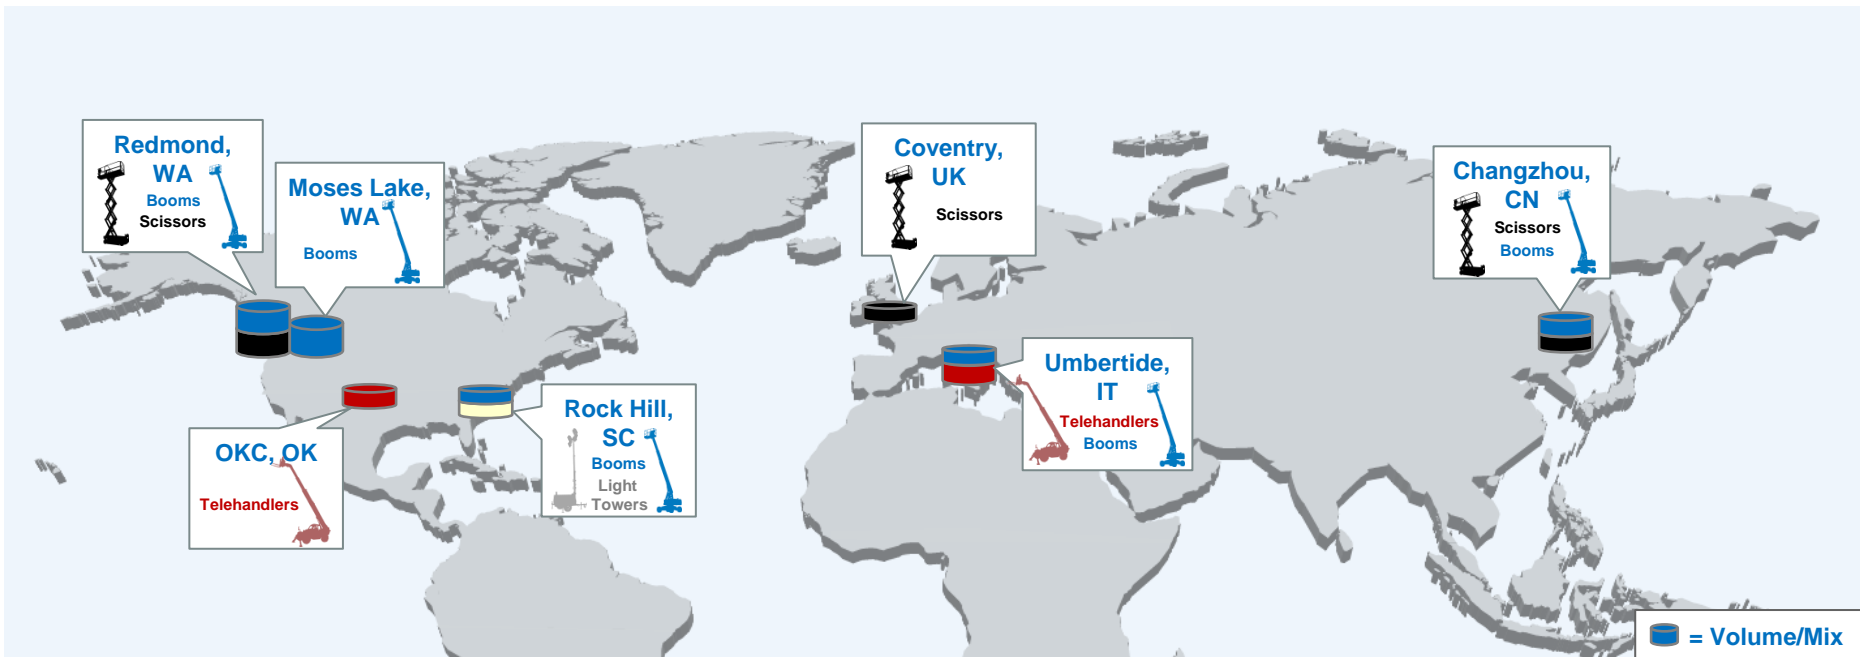 Redmond,
WA
Booms
Scissors
Moses Lake,
WA
Booms
Coventry,
UK
Scissors
Changzhou,
CN
Scissors
Booms
OKC, OK
Telehandlers
Rock Hill,
SC
Booms
Light
Towers
Umbertide,
IT
Telehandlers
Booms
= Volume/Mix